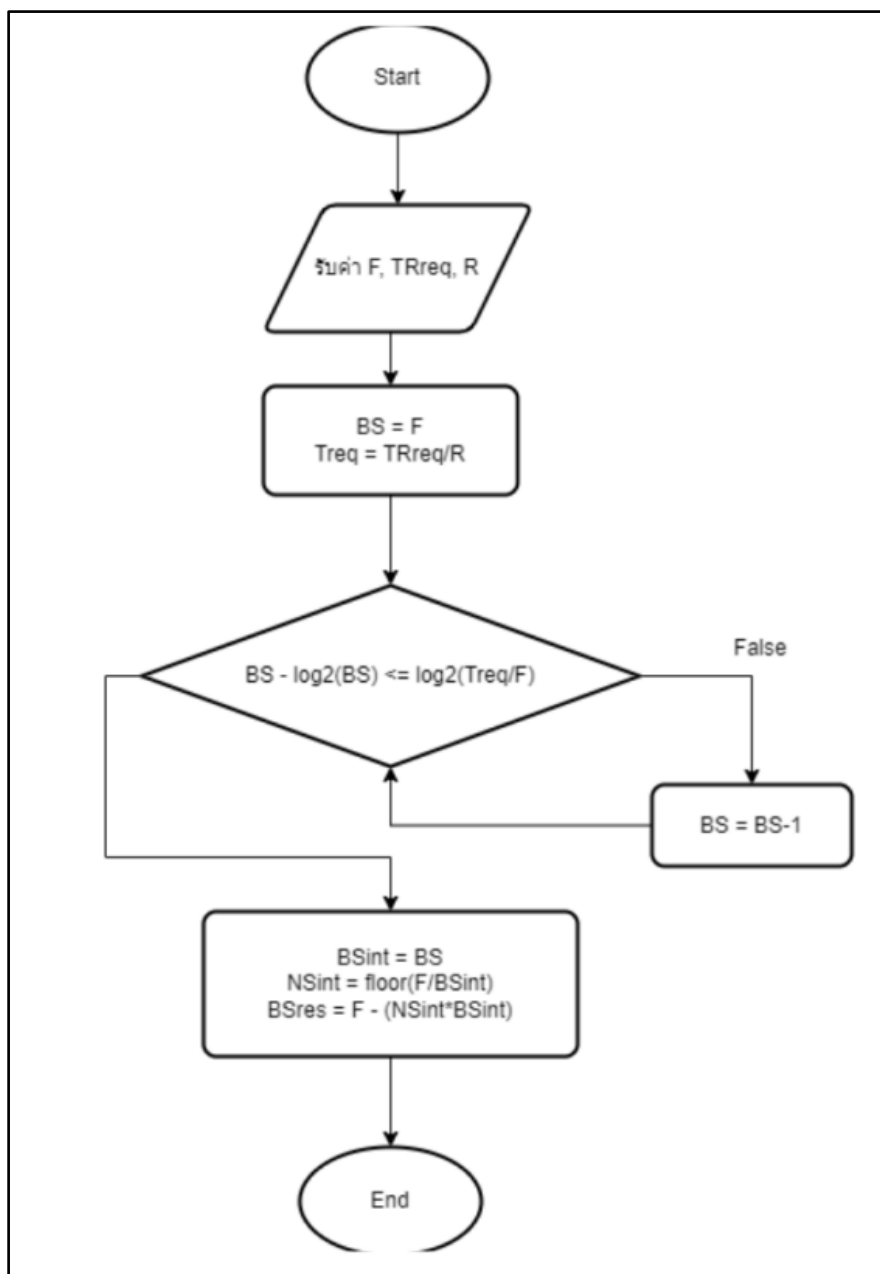 Start
รับค่า F, TRreq, R
BS = F
Treq = TRreq/R
BS - log2(BS) <= log2(Treq/F)
False
BS = BS-1
BSint = BS
NSint = floor(F/BSint)
BSres = F - (NSint*BSint)
End